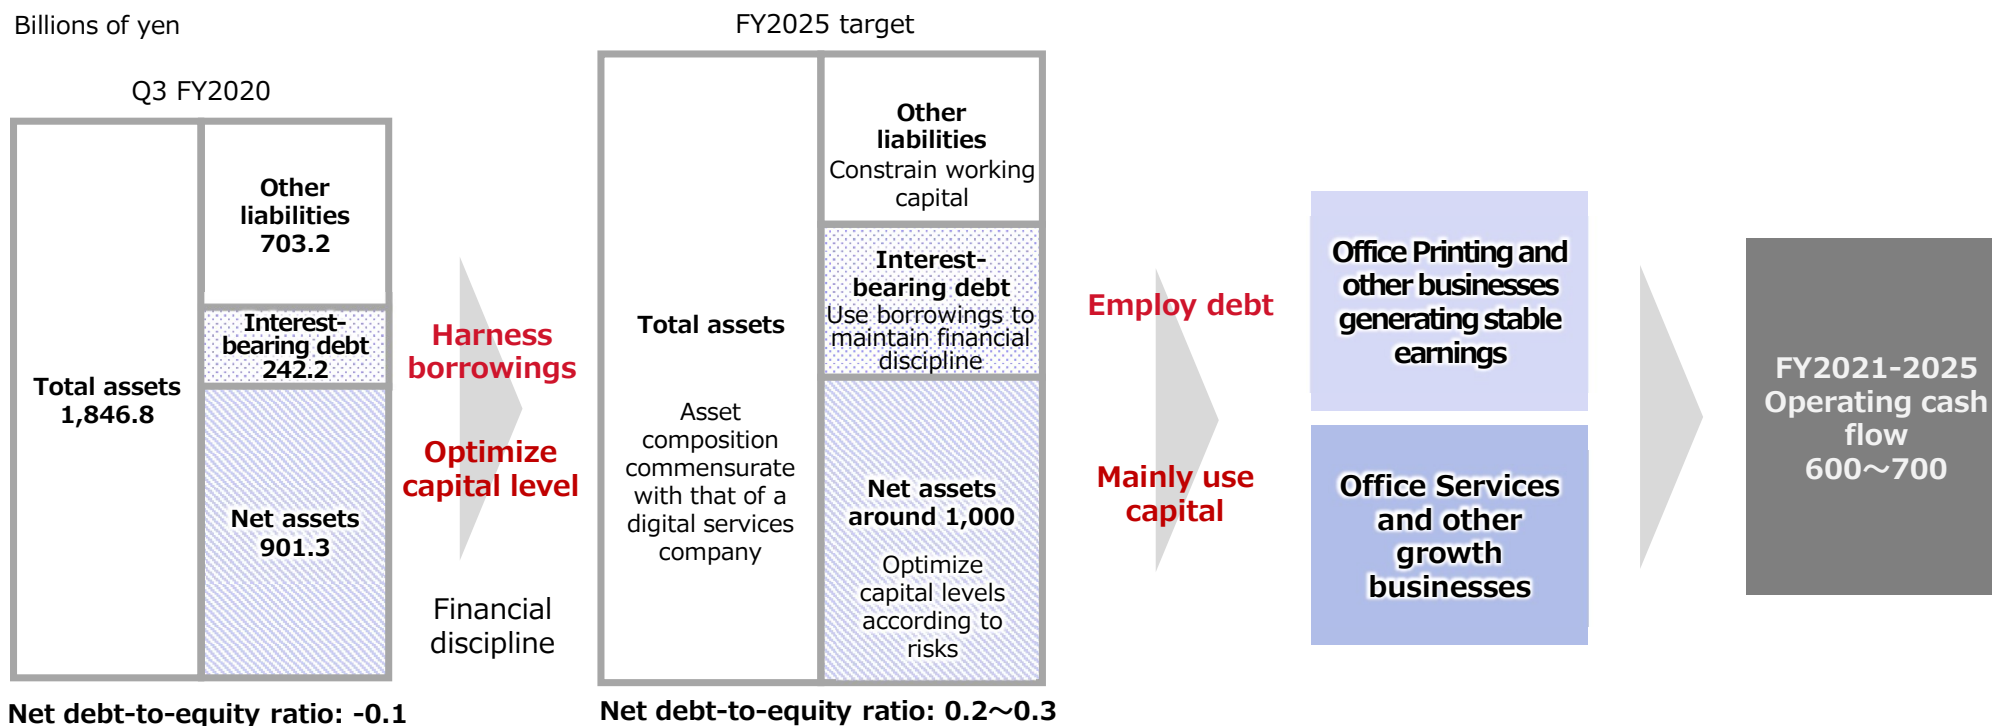 Billions of yen
Q3 FY2020
Total assets
1,846.8
Other
liabilities
703.2
Interest-
bearing debt
242.2
Net assets
901.3
Net debt-to-equity ratio: -0.1
Harness
borrowings
Optimize
capital level
Financial
discipline
FY2025 target
Total assets
Asset
composition
commensurate
with that of a
digital services
company
Other
liabilities
Constrain working
capital
Interest-
bearing debt
Use borrowings to
maintain financial
discipline
Net assets
around 1,000
Optimize
capital levels
according to
risks
Net debt-to-equity ratio: 0.2～0.3
Employ debt
Mainly use
capital
Office Printing and
other businesses
generating stable
earnings
Office Services
and other
growth
businesses
FY2021-2025
Operating cash
flow
600～700